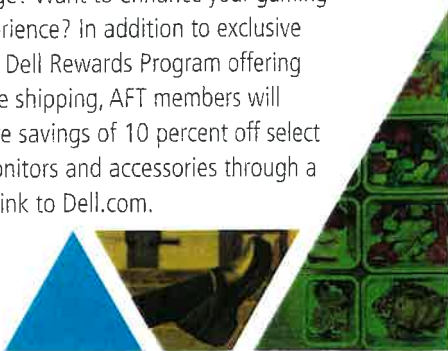 Want to enhance your gaming
rience? In addition to exclusive
Dell Rewards Program offering
e shipping, AFT members will
e savings of 10 percent off select
onitors and accessories through a
ink to Dell.com.